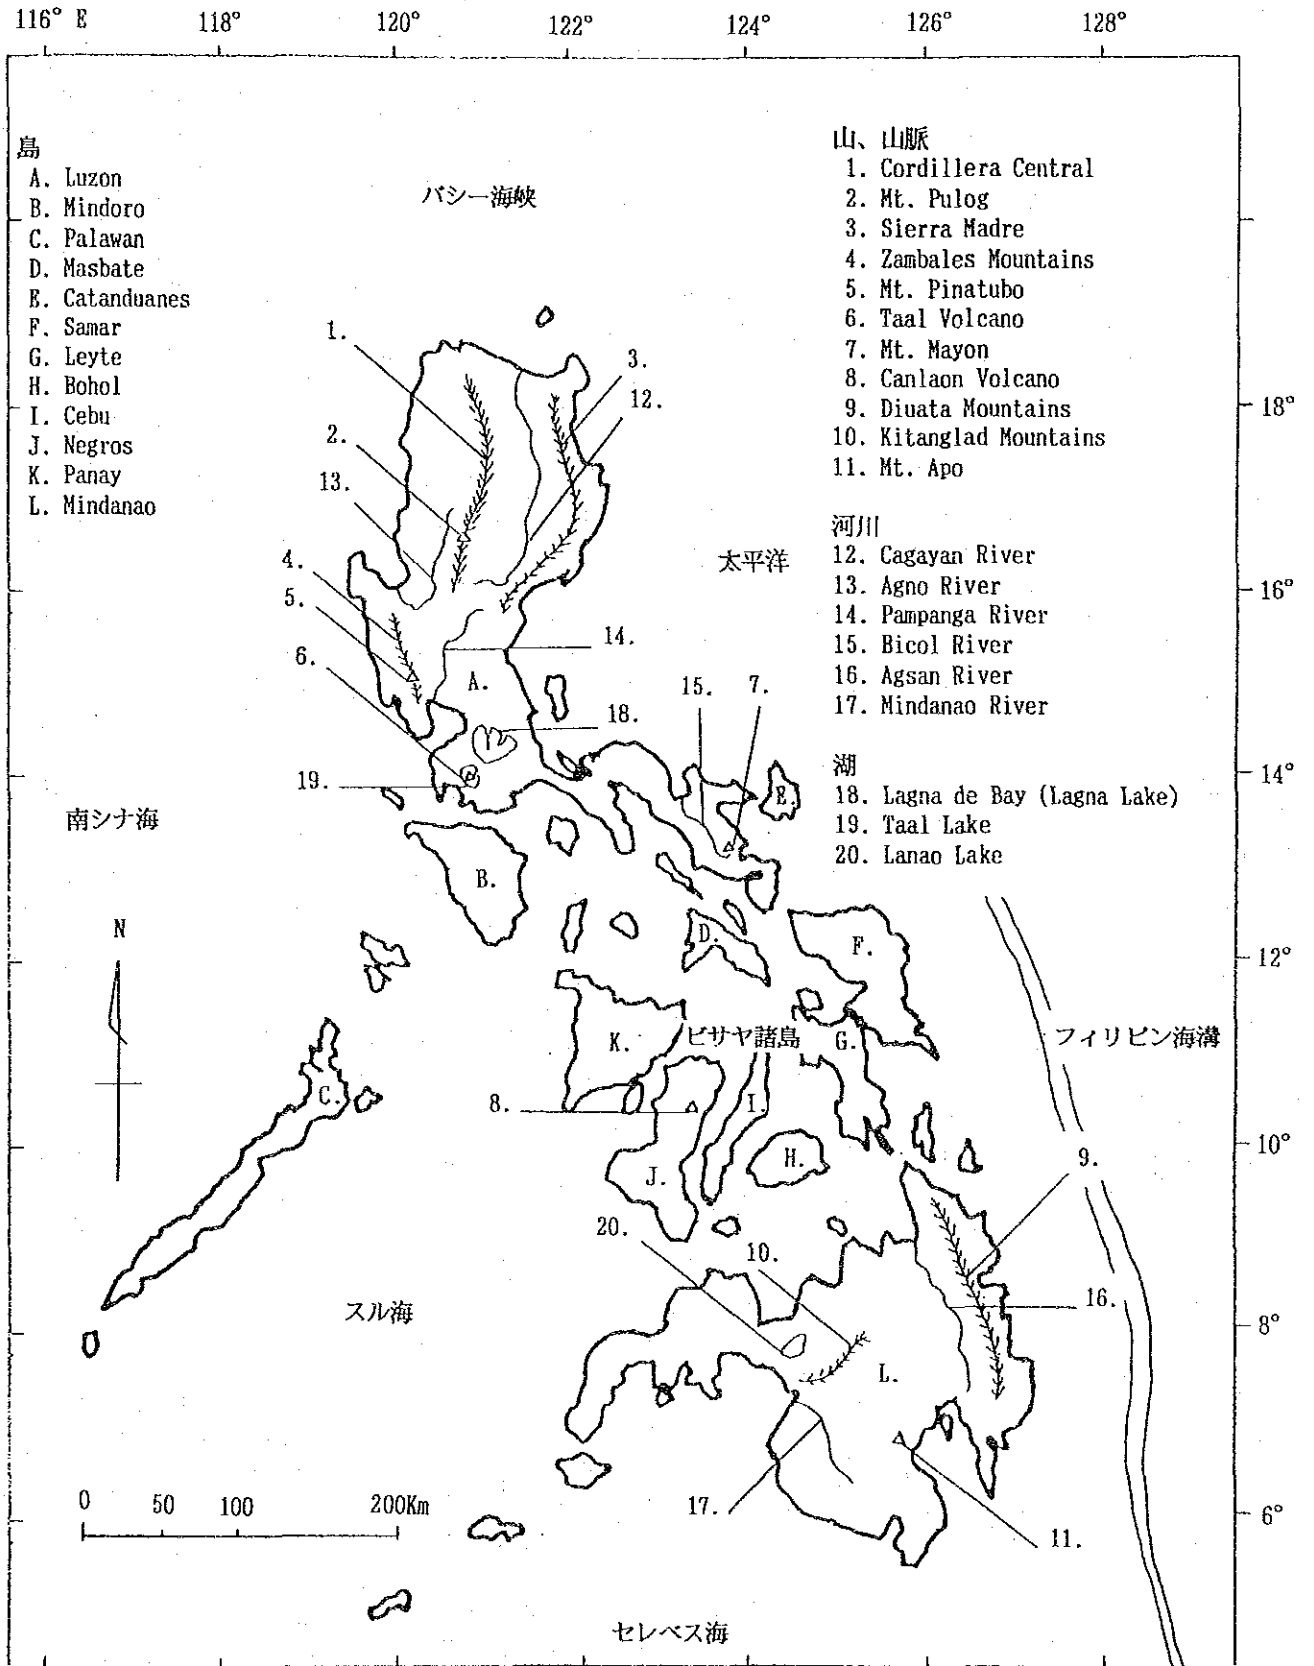 116° E 118° 120° 122° 124° 126° 128°
島
A. Luzon
B. Mindoro
C. Palawan
D. Masbate
E. Catanduanes
F. Samar
G. Leyte
H. Bohol
I. Cebu
J. Negros
K. Panay
L. Mindanao
バシー海峡
山、山脈
1. Cordillera Central
2. Mt. Pulog
3. Sierra Madre
4. Zambales Mountains
5. Mt. Pinatubo
6. Taal Volcano
7. Mt. Mayon
8. Canlaon Volcano
9. Diuata Mountains
10. Kitanglad Mountains
11. Mt. Apo
河川
12. Cagayan River
13. Agno River
14. Pampanga River
15. Bicol River
16. Agsan River
17. Mindanao River
湖
18. Lagna de Bay (Lagna Lake)
19. Taal Lake
20. Lanao Lake
1.
3.
12.
18°
2.
13.
太平洋
4.
16°
5.
14.
6.
A.
15.
7.
18.
19.
14°
E.
南シナ海
B.
N
D.
F.
12°
K.
ビサヤ諸島
G.
フィリピン海溝
C.
8.
I.
10°
H.
9.
J.
20.
10.
16.
スル海
8°
L.
0 50 100 200Km
17.
6°
11.
セレベス海